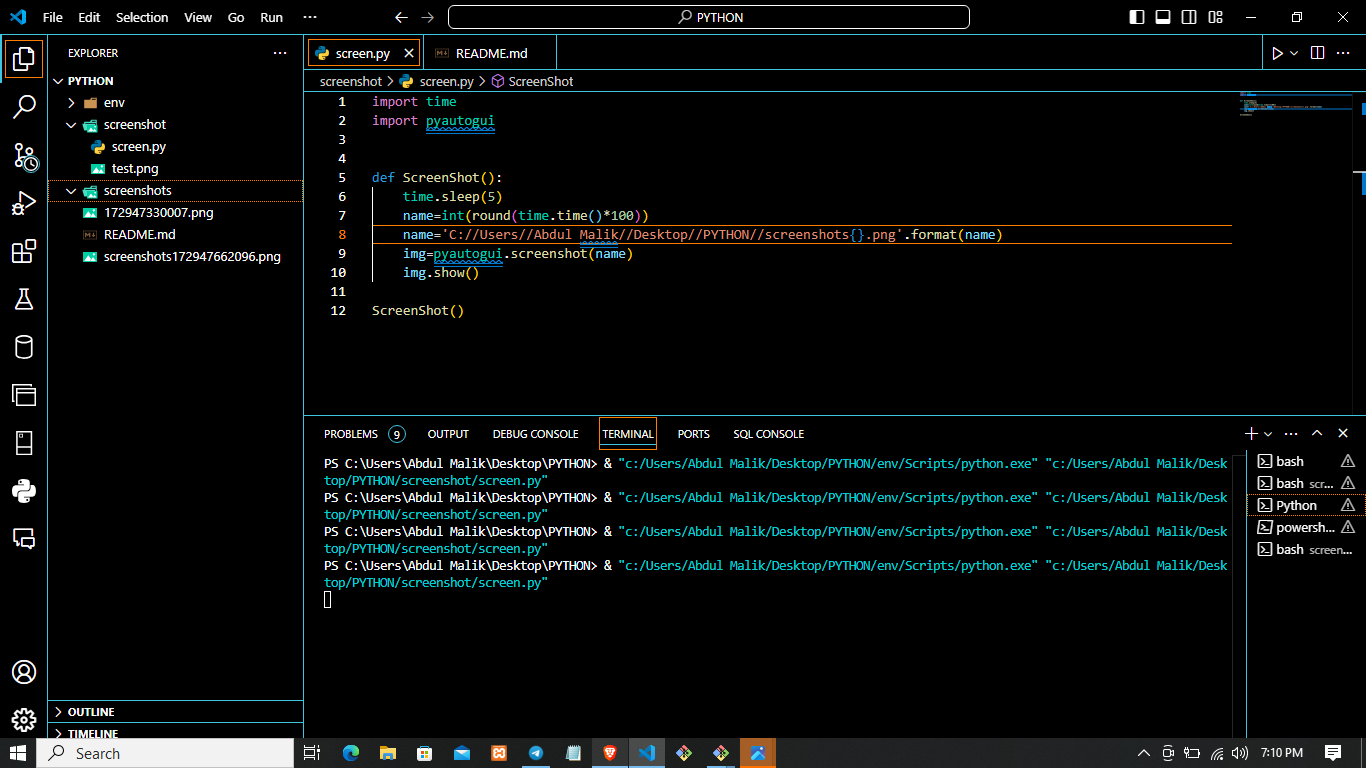 File Edit Selection View Go Run ··· PYTHON
EXPLORER ···
PYTHON
env
screenshot
screen.py
test.png
screenshots
172947330007.png
README.md
screenshots172947662096.png
OUTLINE
TIMELINE
screen.py README.md
screenshot > screen.py > ScreenShot
1 import time
2 import pyautogui
3
4
5 def ScreenShot():
6     time.sleep(5)
7     name=int(round(time.time()*100))
8     name='C://Users//Abdul Malik//Desktop//PYTHON//screenshots{}.png'.format(name)
9     img=pyautogui.screenshot(name)
10     img.show()
11
12 ScreenShot()
PROBLEMS 9 OUTPUT DEBUG CONSOLE TERMINAL PORTS SQL CONSOLE
PS C:\Users\Abdul Malik\Desktop\PYTHON> & "c:/Users/Abdul Malik/Desktop/PYTHON/env/Scripts/python.exe" "c:/Users/Abdul Malik/Desk
top/PYTHON/screenshot/screen.py"
PS C:\Users\Abdul Malik\Desktop\PYTHON> & "c:/Users/Abdul Malik/Desktop/PYTHON/env/Scripts/python.exe" "c:/Users/Abdul Malik/Desk
top/PYTHON/screenshot/screen.py"
PS C:\Users\Abdul Malik\Desktop\PYTHON> & "c:/Users/Abdul Malik/Desktop/PYTHON/env/Scripts/python.exe" "c:/Users/Abdul Malik/Desk
top/PYTHON/screenshot/screen.py"
PS C:\Users\Abdul Malik\Desktop\PYTHON> & "c:/Users/Abdul Malik/Desktop/PYTHON/env/Scripts/python.exe" "c:/Users/Abdul Malik/Desk
top/PYTHON/screenshot/screen.py"
bash
bash scr...
Python
powersh...
bash screen...
Search
7:10 PM